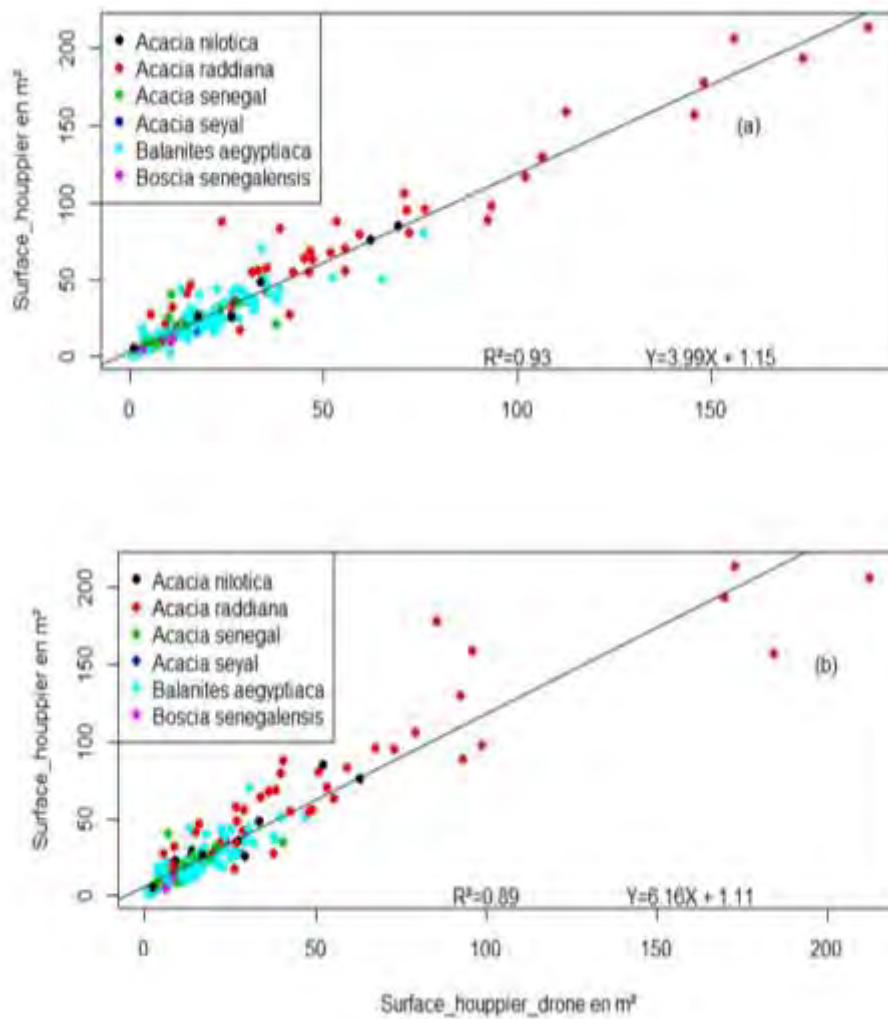 Acacia nilotica
Acacia raddiana
Acacia senegal
Acacia seyal
Balanites aegyptiaca
Boscia senegalensis
(a)
Surface_houppier en m²
200
150
100
50
0
R²=0.93 Y=3.99X + 1.15
0 50 100 150
Acacia nilotica
Acacia raddiana
Acacia senegal
Acacia seyal
Balanites aegyptiaca
Boscia senegalensis
(b)
Surface_houppier en m²
200
150
100
50
0
R²=0.89 Y=6.16X + 1.11
0 50 100 150 200
Surface_houppier_drone en m²